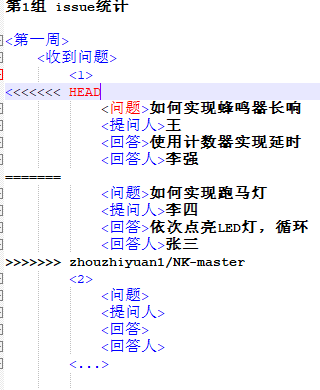 第1组 issue统计
<第一周>
<收到问题>
<1>
<<<<<<< HEAD
<问题>如何实现蜂鸣器长响
<提问人>王
<回答>使用计数器实现延时
<回答人>李强
=======
<问题>如何实现跑马灯
<提问人>李四
<回答>依次点亮LED灯，循环
<回答人>张三
>>>>>>> zhouzhiyuan1/NK-master
<2>
<问题>
<提问人>
<回答>
<回答人>
<...>